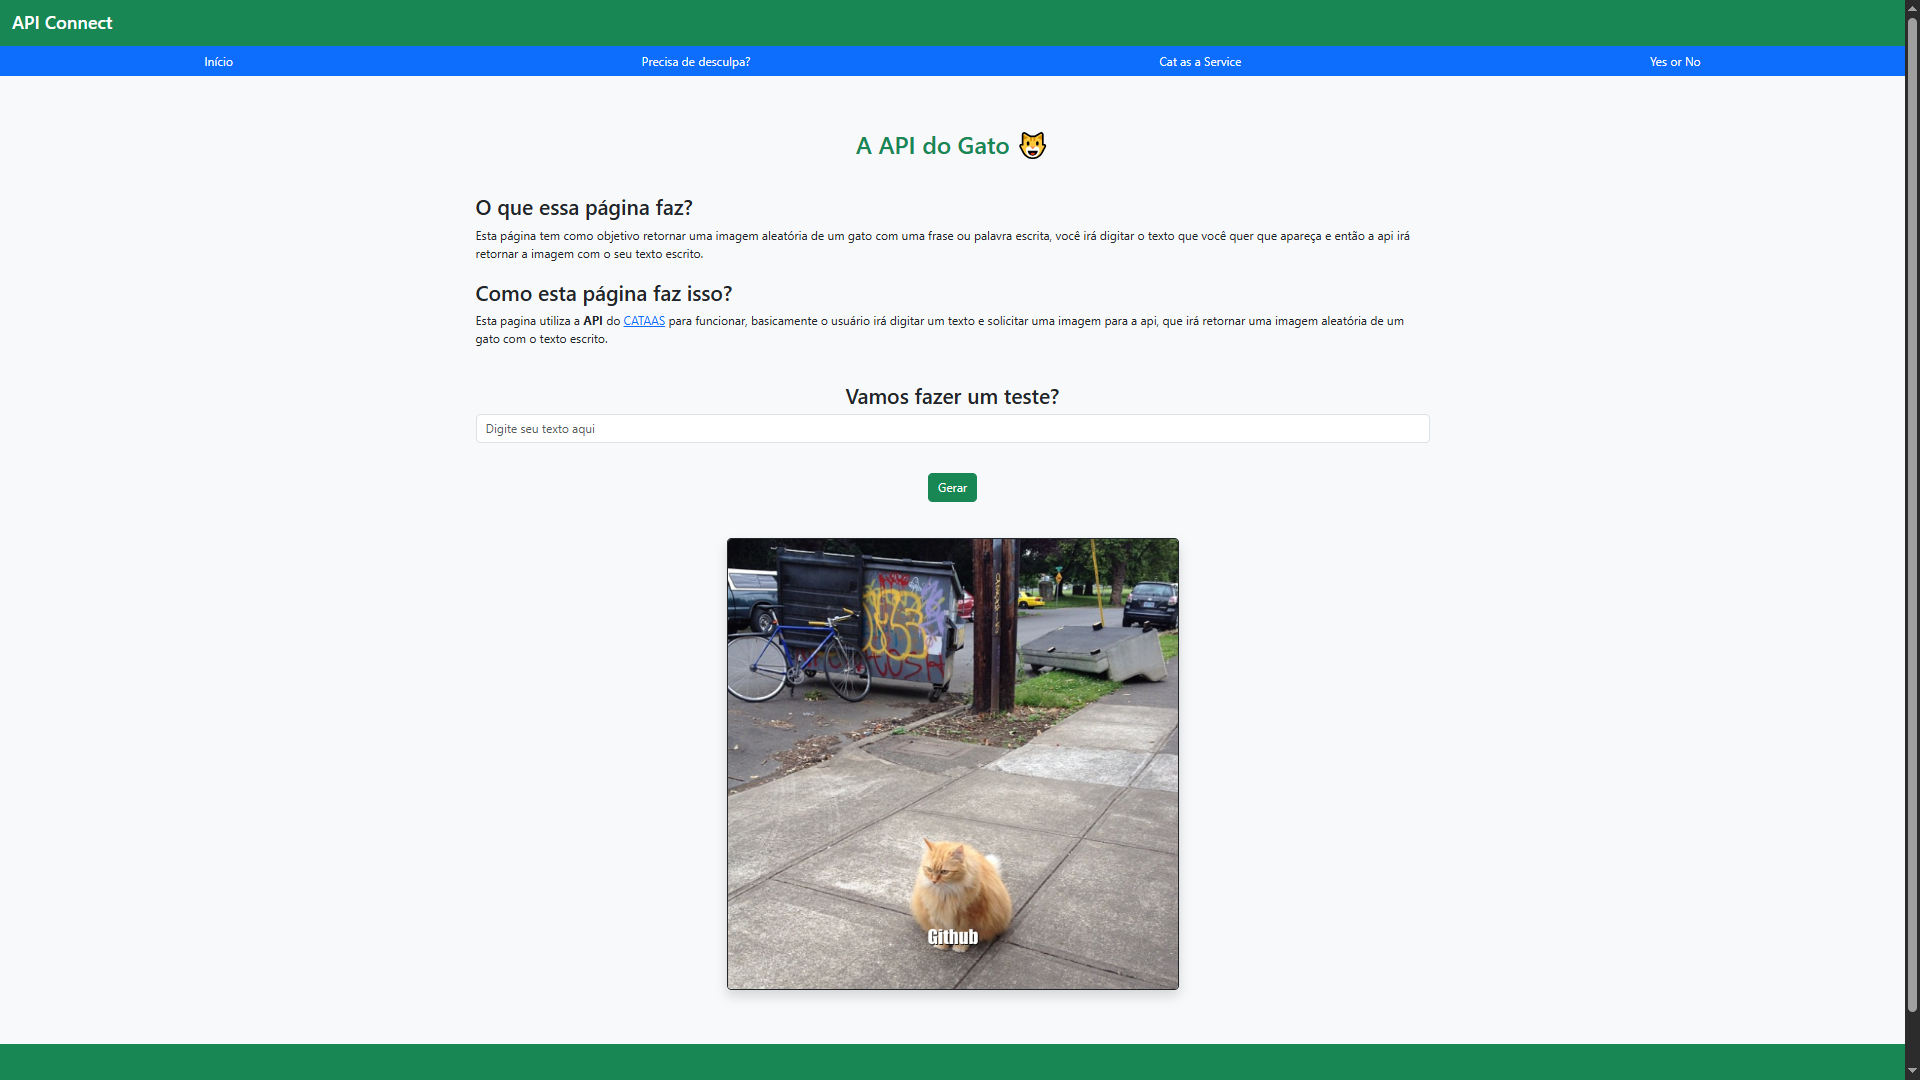 API Connect
Início
Precisa de desculpa?
Cat as a Service
Yes or No
A API do Gato
O que essa página faz?
Esta página tem como objetivo retornar uma imagem aleatória de um gato com uma frase ou palavra escrita, você irá digitar o texto que você quer que apareça e então a api irá
retornar a imagem com o seu texto escrito.
Como esta página faz isso?
Esta pagina utiliza a API do CATAAS para funcionar, basicamente o usuário irá digitar um texto e solicitar uma imagem para a api, que irá retornar uma imagem aleatória de um
gato com o texto escrito.
Vamos fazer um teste?
Digite seu texto aqui
Gerar
Github